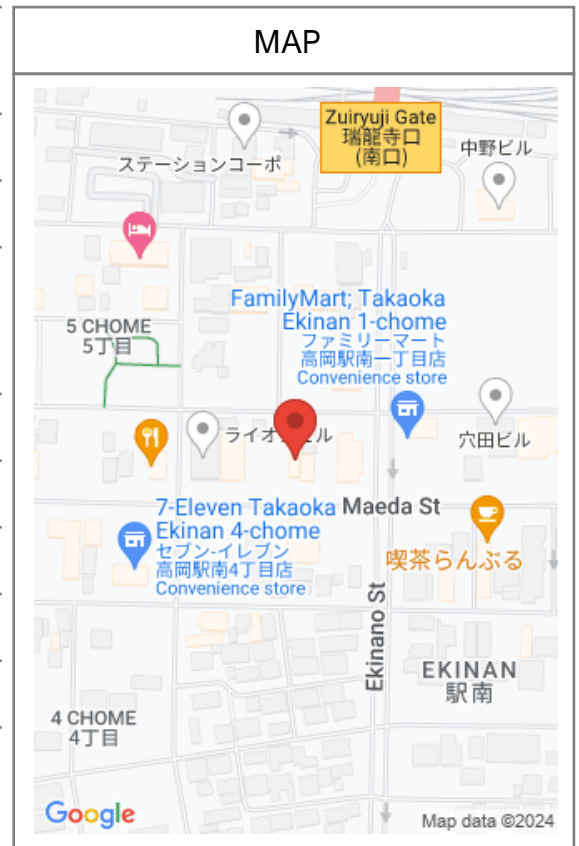 MAP
Zuiryuji Gate
瑞龍寺口
(南口)
ステーションコーポ
中野ビル
FamilyMart; Takaoka
Ekinan 1-chome
ファミリーマート
高岡駅南一丁目店
Convenience store
5 CHOME
5丁目
ライオ
ビル
穴田ビル
7-Eleven Takaoka
Ekinan 4-chome
セブン-イレブン
高岡駅南4丁目店
Convenience store
Maeda St
喫茶らんぶる
Ekinano St
EKINAN
駅南
4 CHOME
4丁目
Google
Map data ©2024